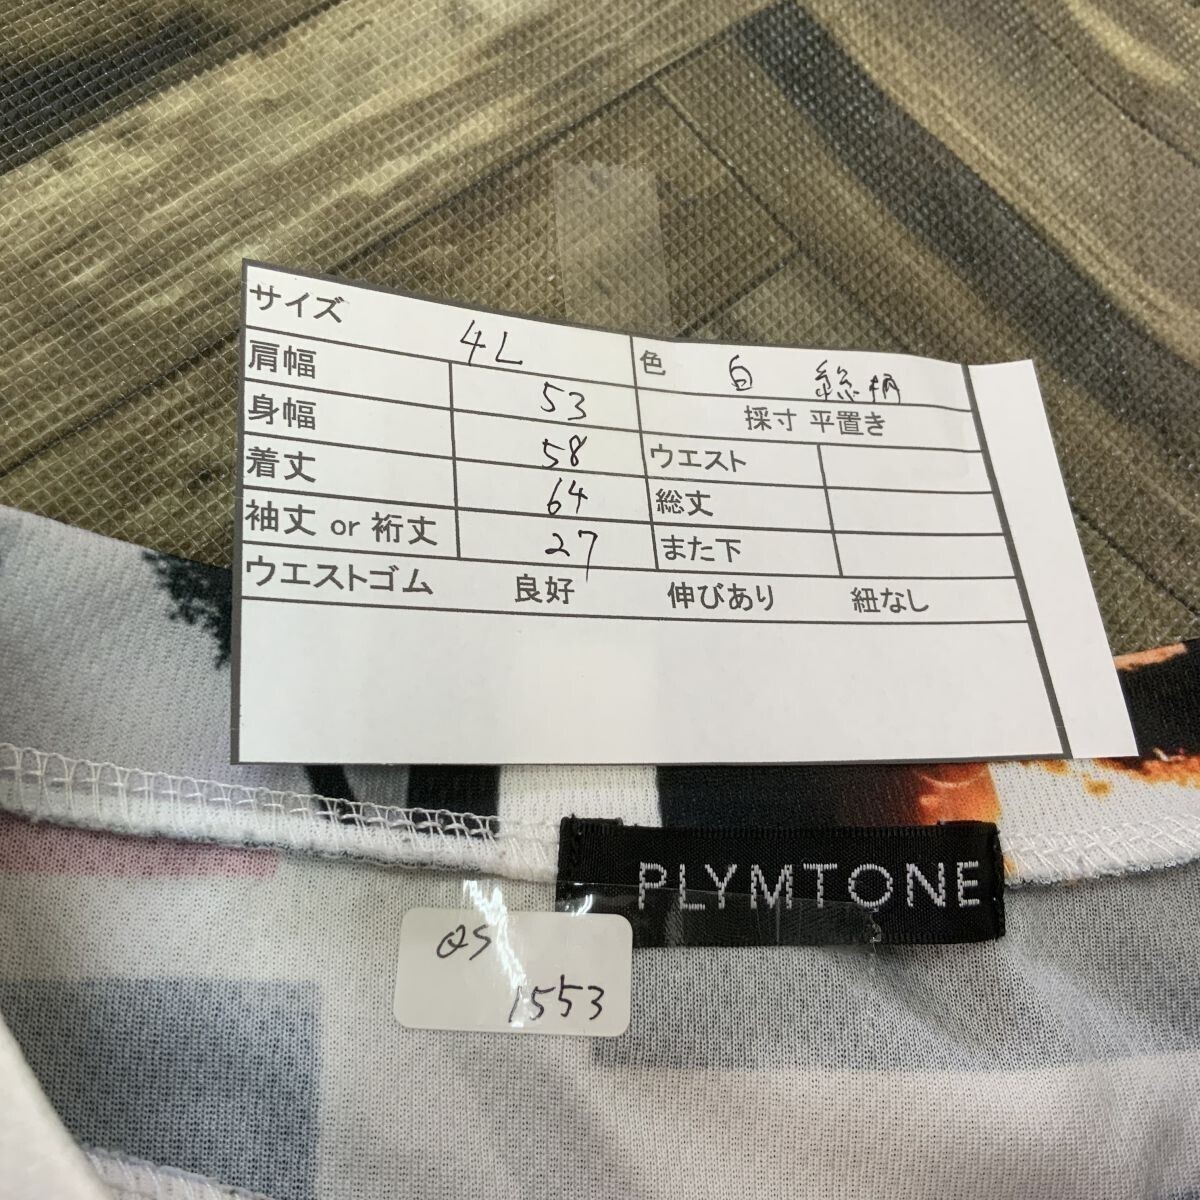 サイズ 4L 色 白 総柄
肩幅 53 採寸 平置き
身幅 58 ウエスト
着丈 64 総丈
袖丈 or 裄丈 27 また下
ウエストゴム 良好 伸びあり 紐なし
PLYMTONE
QS
1553